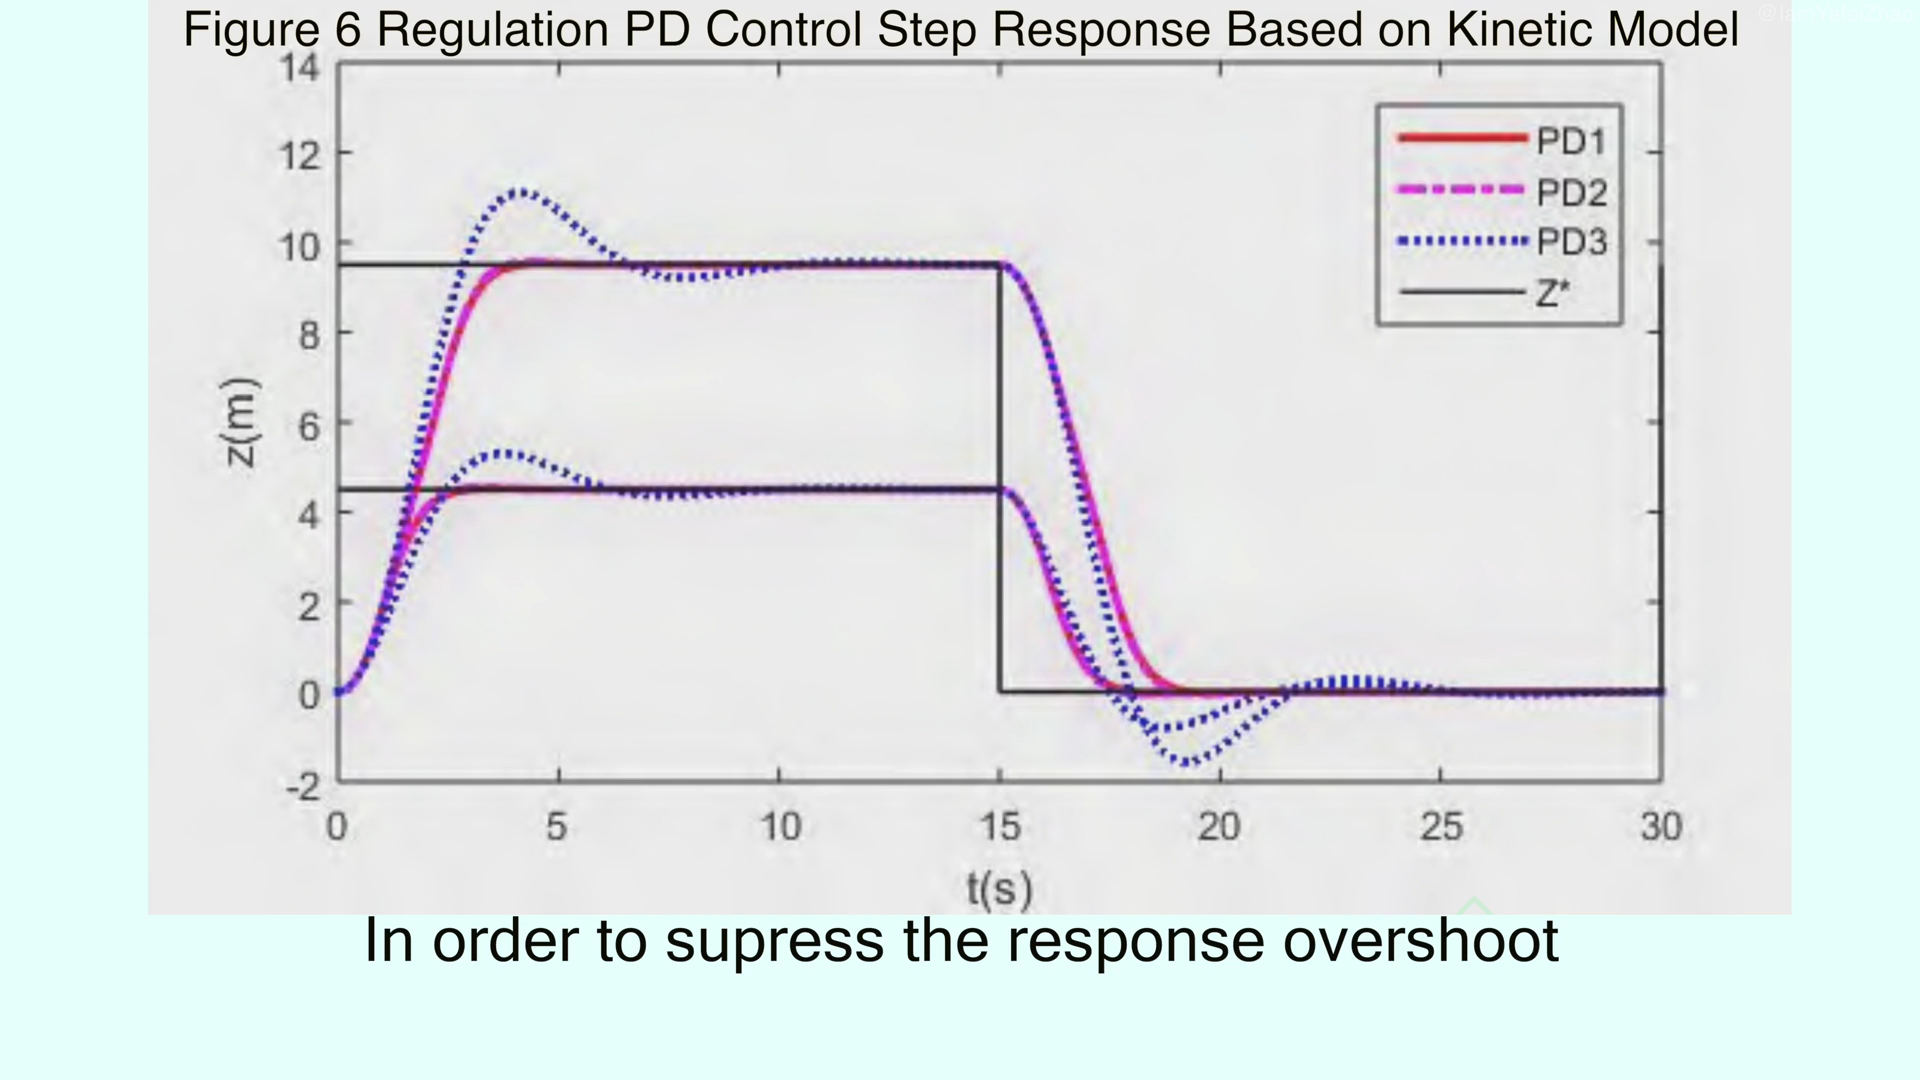 Figure 6 Regulation PD Control Step Response Based on Kinetic Model
14
12
10
8
6
4
2
0
-2
z(m)
PD1
PD2
PD3
Z*
0 5 10 15 20 25 30
t(s)
In order to supress the response overshoot